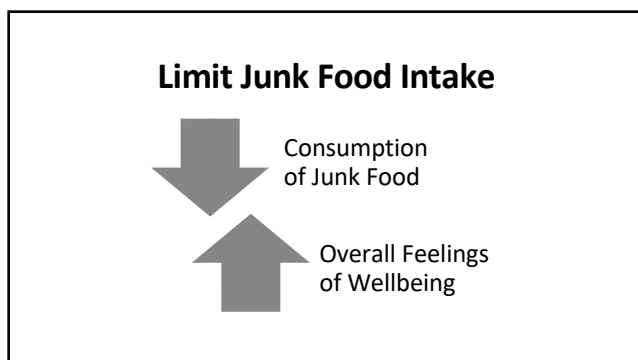 Limit Junk Food Intake
Consumption
of Junk Food
Overall Feelings
of Wellbeing